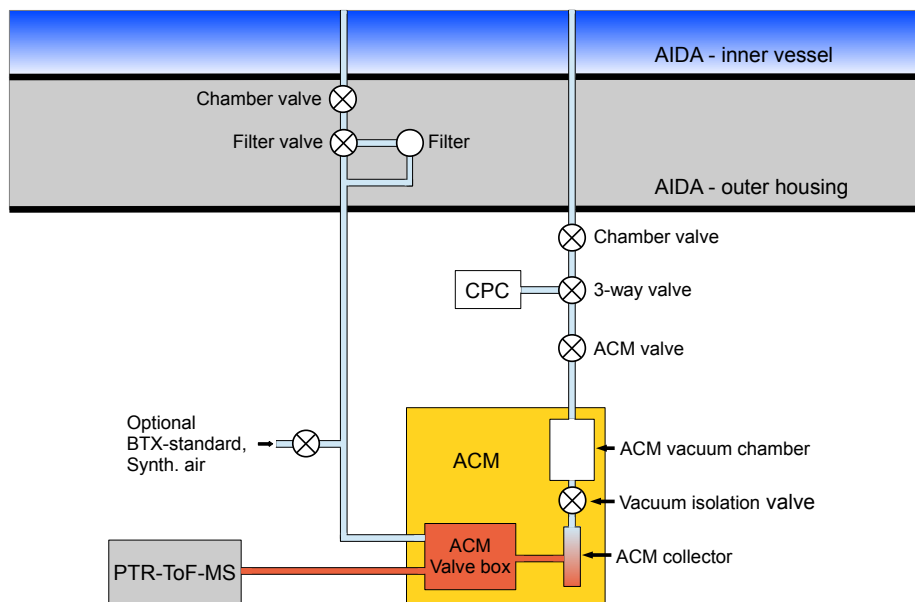 AIDA - inner vessel
Chamber valve
Filter valve
Filter
AIDA - outer housing
Chamber valve
CPC
3-way valve
ACM valve
Optional
BTX-standard,
Synth. air
ACM
ACM vacuum chamber
Vacuum isolation valve
ACM
Valve box
ACM collector
PTR-ToF-MS